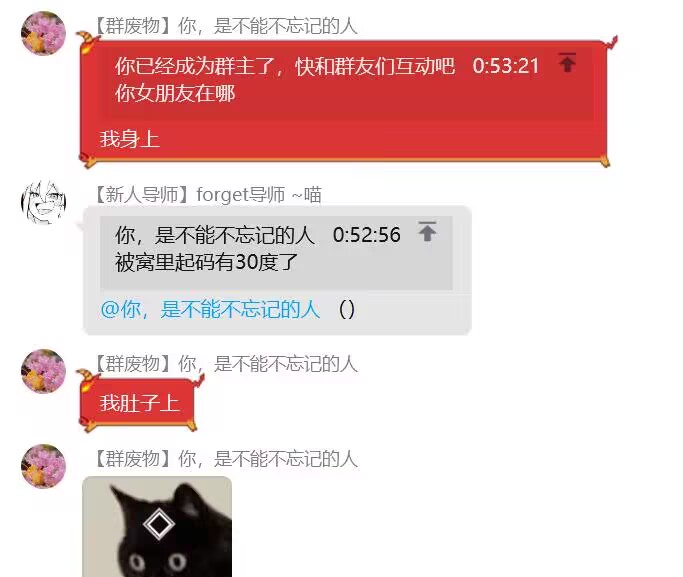 【群废物】你，是不能不忘记的人
你已经成为群主了，快和群友们互动吧 0:53:21
你女朋友在哪
我身上
【新人导师】forget导师 ~喵
你，是不能不忘记的人 0:52:56
被窝里起码有30度了
@你，是不能不忘记的人 （）
【群废物】你，是不能不忘记的人
我肚子上
【群废物】你，是不能不忘记的人